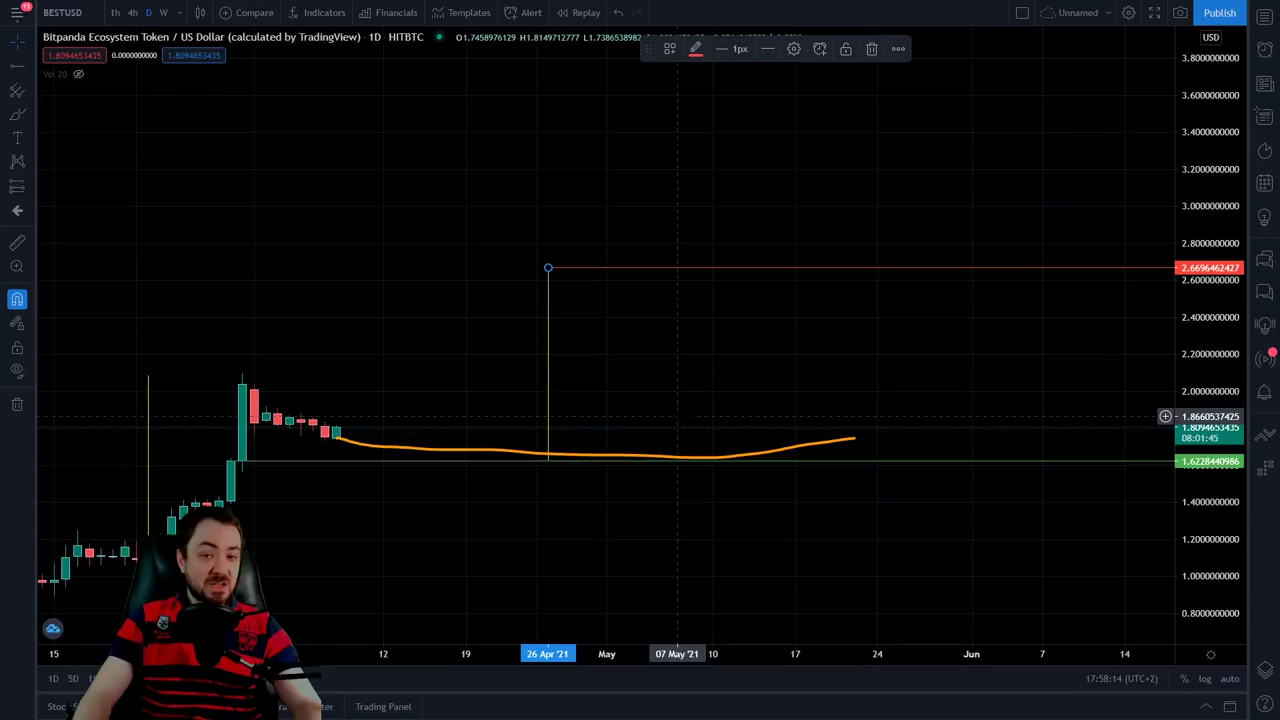 11
BESTUSD 1h 4h D W Compare Indicators Financials Templates Alert Replay Unnamed Publish
Bitpanda Ecosystem Token / US Dollar (calculated by TradingView) · 1D · HITBTC O1.7458976129 H1.8149712777 L1.7386538982
1px
USD
1.8094653435 0.0000000000 1.8094653435
Vol 20
3.8000000000
3.6000000000
3.4000000000
3.2000000000
3.0000000000
2.8000000000
2.6696462427
2.6000000000
2.4000000000
2.2000000000
2.0000000000
1.8660537425
1.8094653435
08:01:45
1.6228440986
1.4000000000
1.2000000000
1.0000000000
0.8000000000
15 12 19 26 Apr '21 May 07 May '21 10 17 24 Jun 7 14
1D 5D 17:58:14 (UTC+2) % log auto
Trading Panel